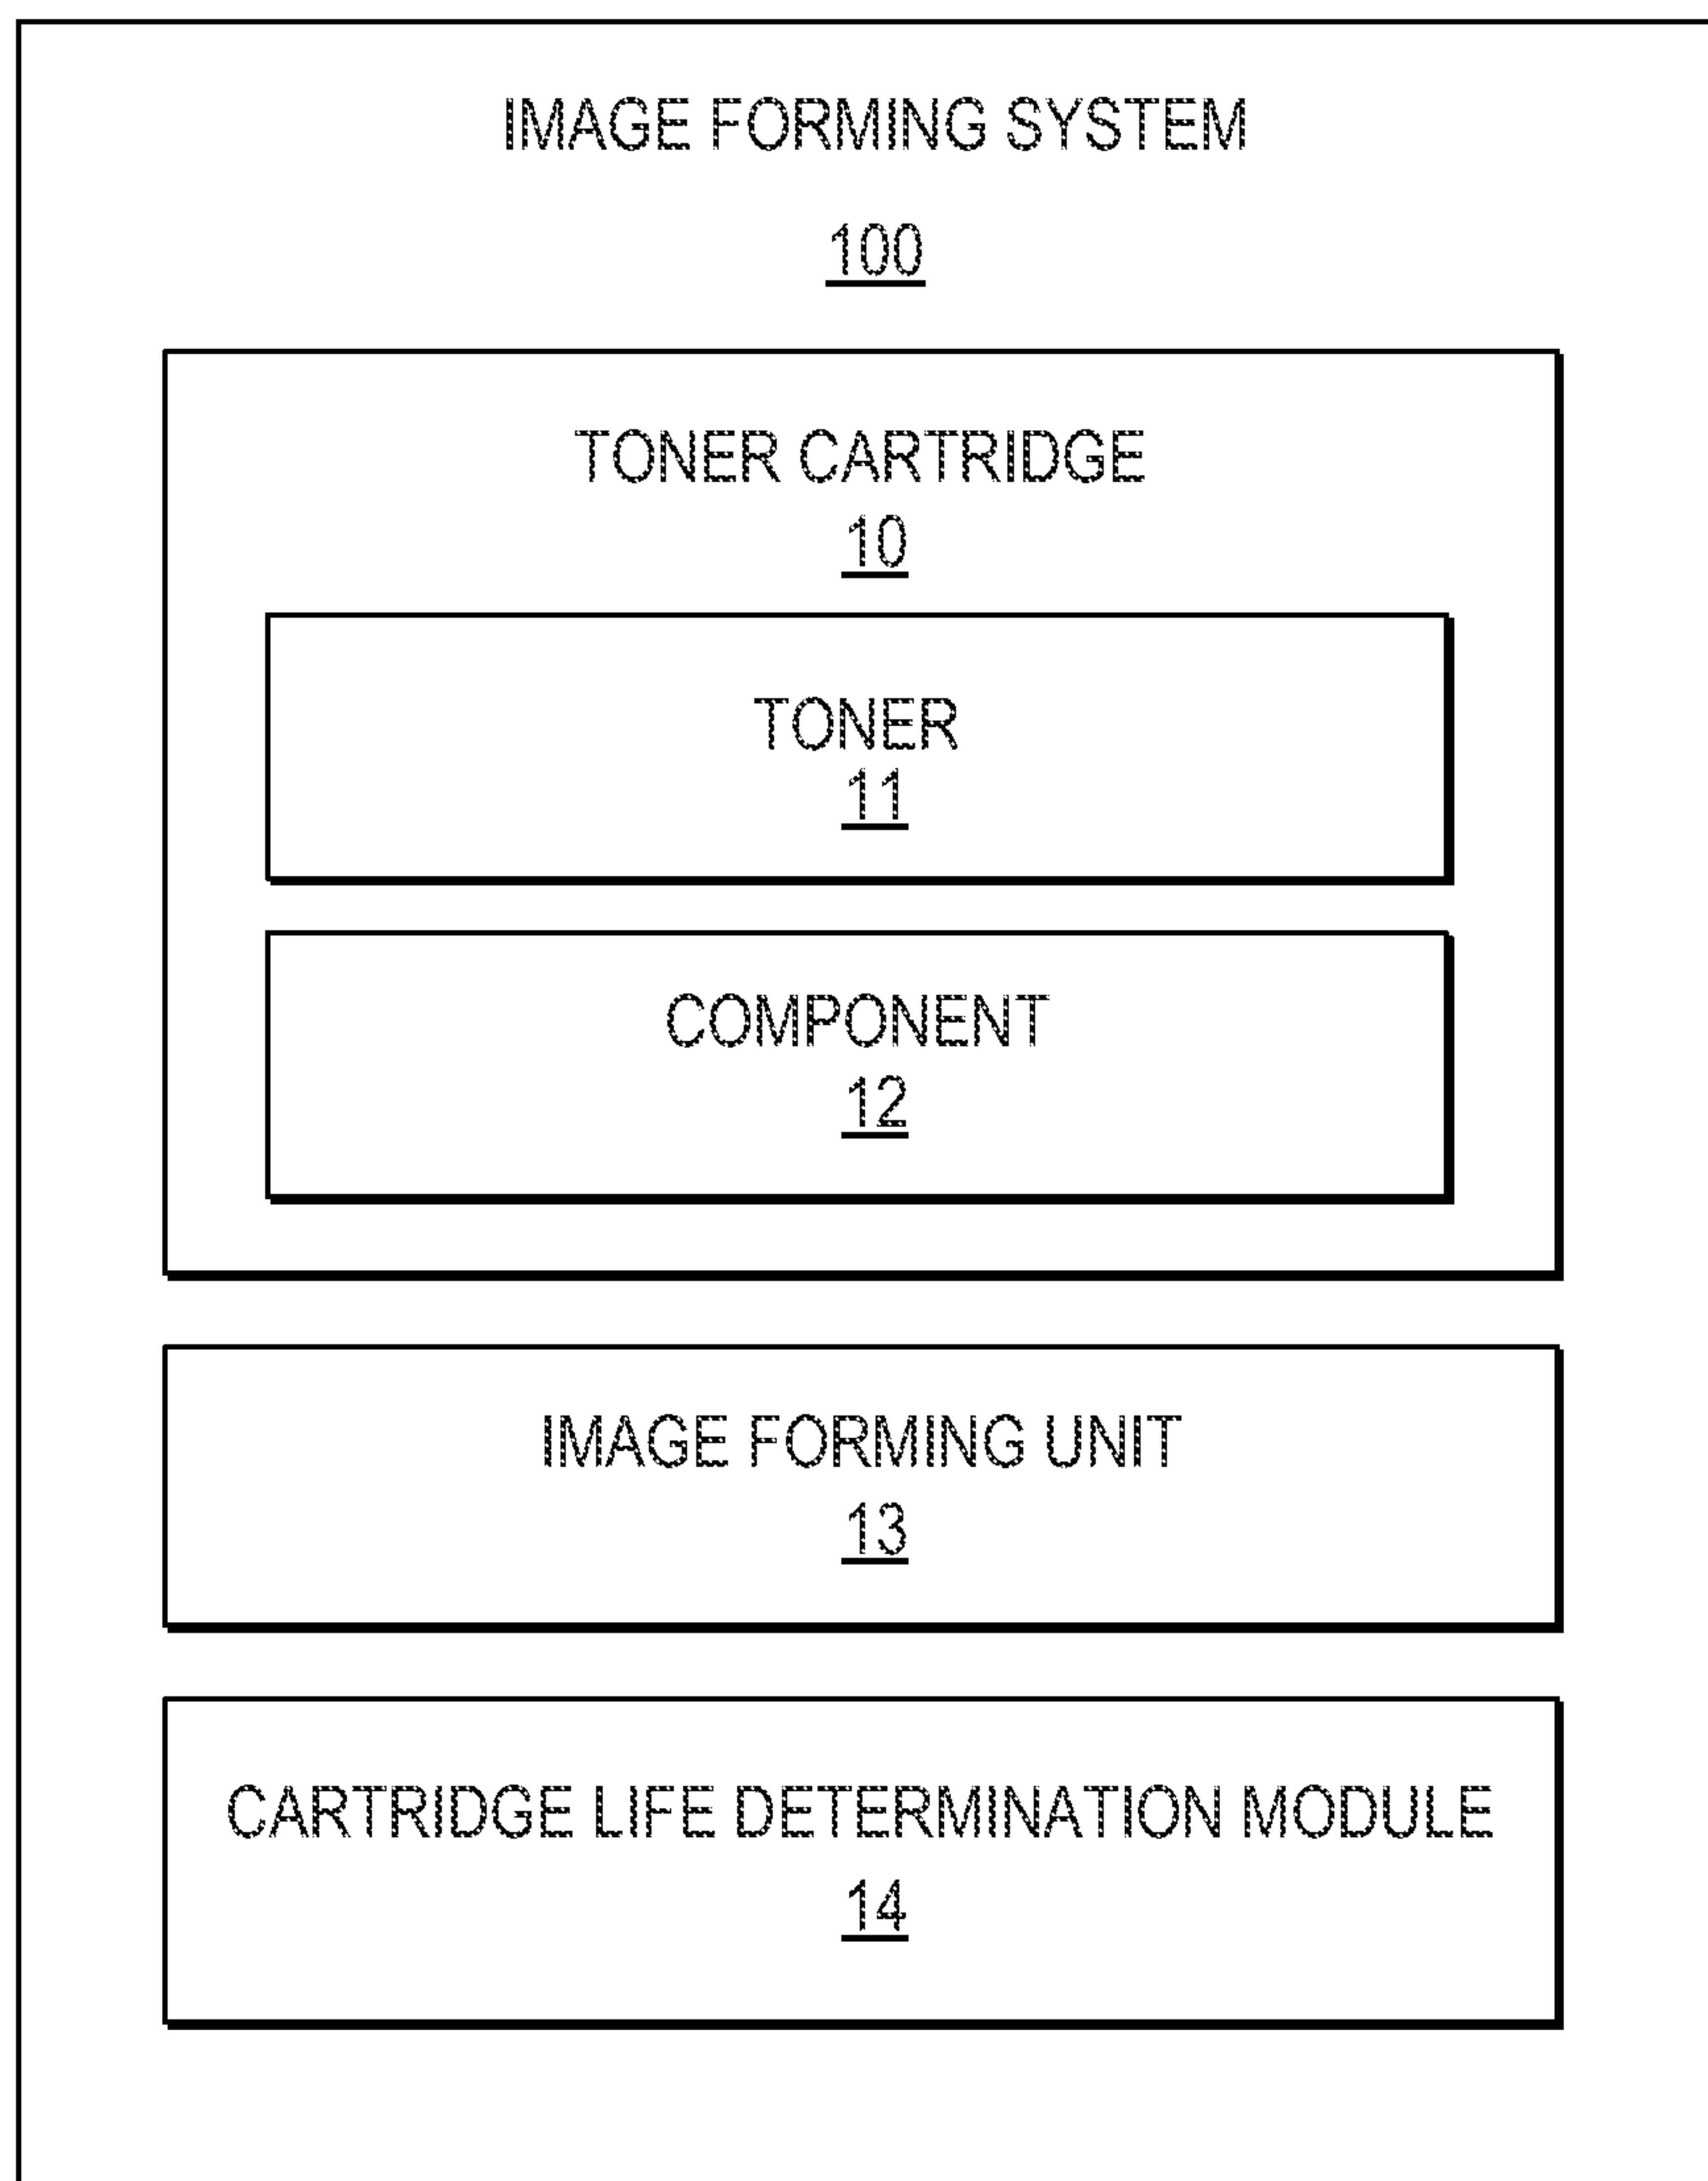 IMAGE FORMING SYSTEM
100
TONER CARTRIDGE
10
TONER
11
COMPONENT
12
IMAGE FORMING UNIT
13
CARTRIDGE LIFE DETERMINATION MODULE
14